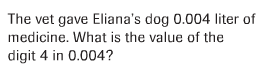 The vet gave Eliana's dog 0.004 liter of
medicine. What is the value of the
digit 4 in 0.004?